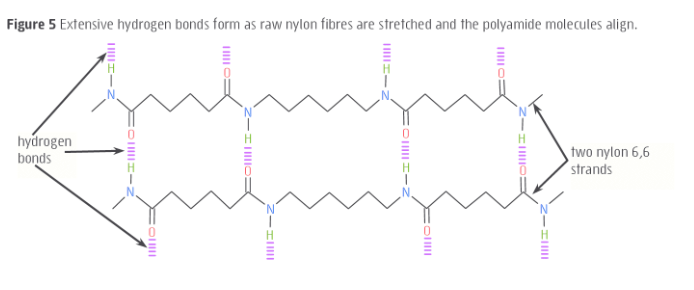 Figure 5 Extensive hydrogen bonds form as raw nylon fibres are stretched and the polyamide molecules align.
H O H O
N N N N
hydrogen
bonds
O H O H
H O H O
two nylon 6,6
strands
N N N N
O H O H